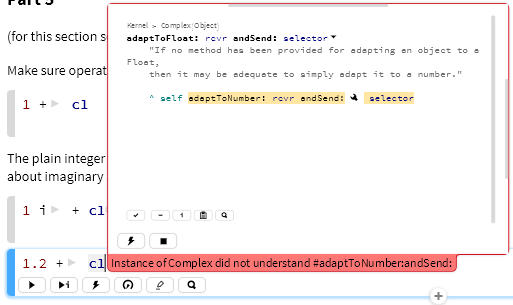 Part 5
Kernel > Complex(Object)
adaptToFloat: rcvr andSend: selector
(for this section s
"If no method has been provided for adapting an object to a
Float,
then it may be adequate to simply adapt it to a number."
Make sure operat
^ self adaptToNumber: rcvr andSend: selector
1 + cl
The plain integer
about imaginary
1 i + cl
1.2 + cl
Instance of Complex did not understand #adaptToNumber:andSend: